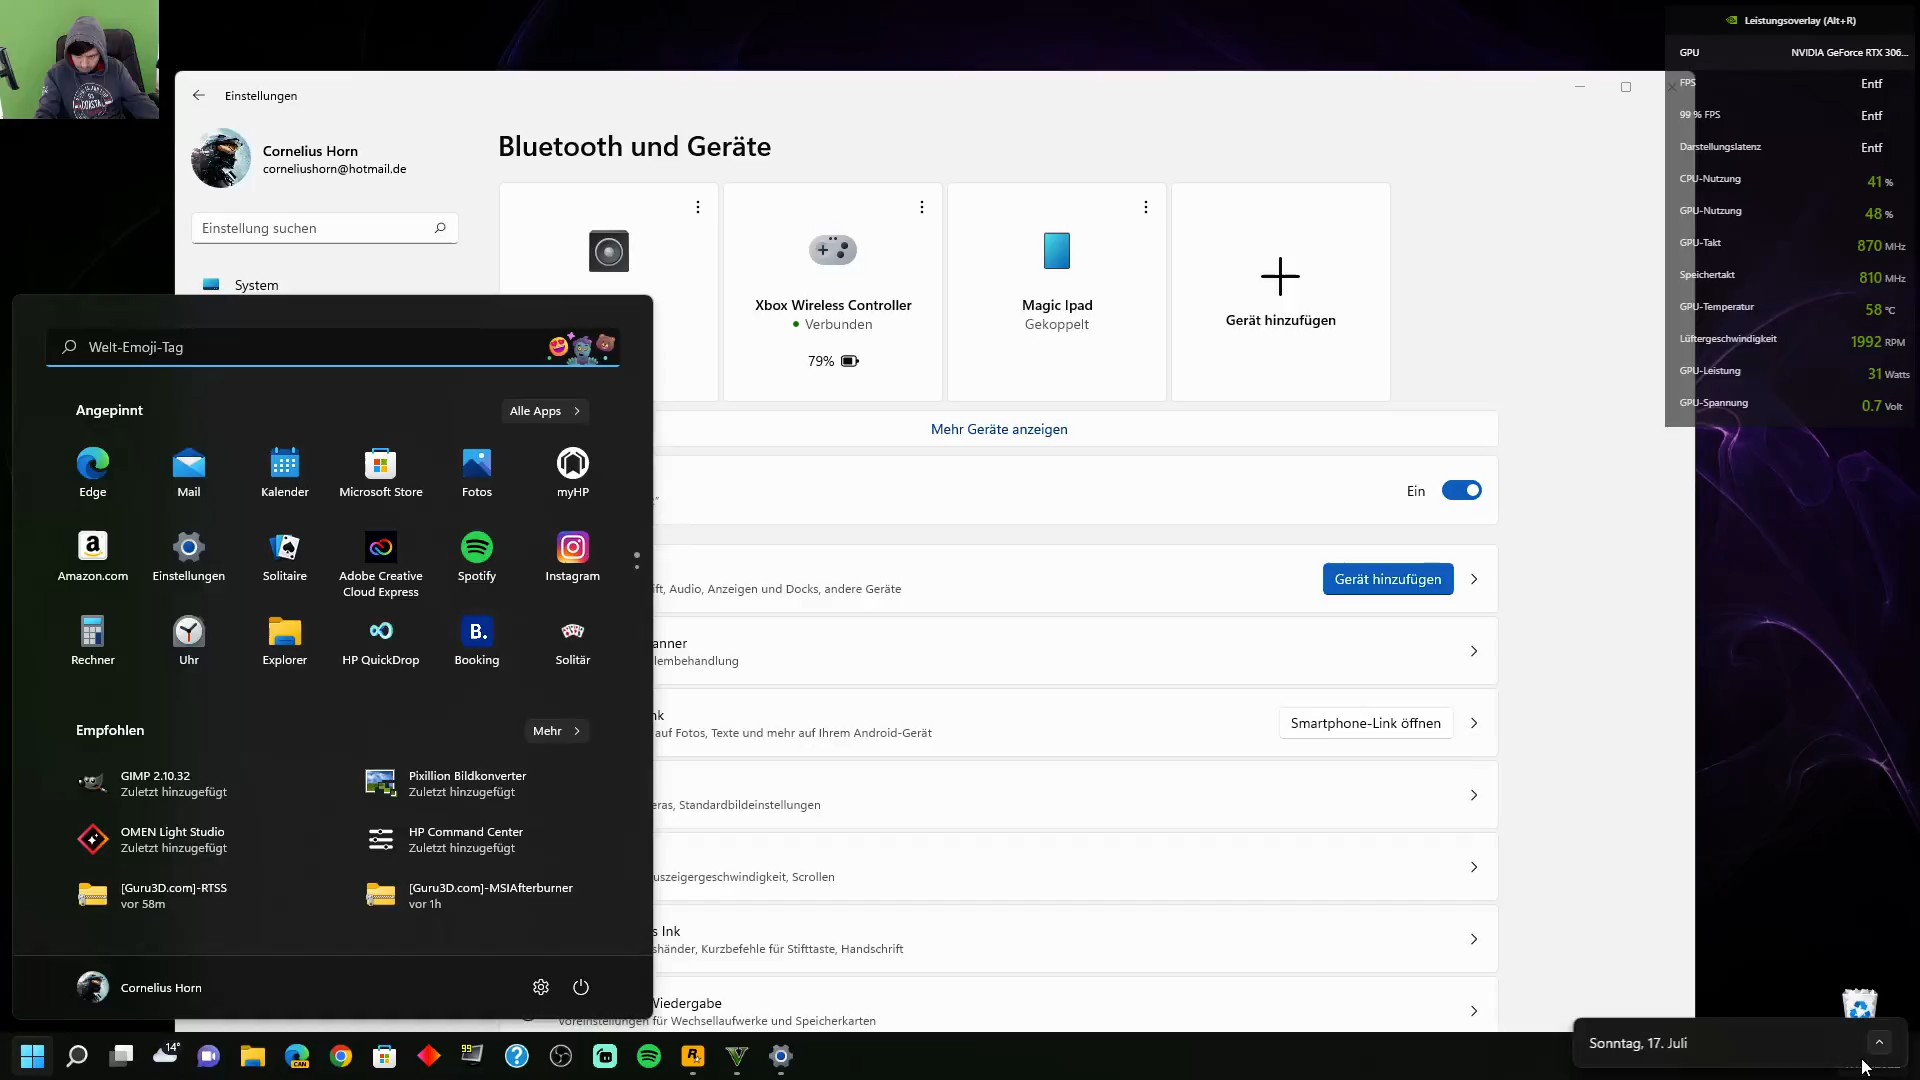 Leistungsoverlay (Alt+R)
GPU
NVIDIA GeForce RTX 306...
FPS
Entf
99 % FPS
Entf
Darstellungslatenz
Entf
CPU-Nutzung
41 %
GPU-Nutzung
48 %
GPU-Takt
870 MHz
Speichertakt
810 MHz
GPU-Temperatur
58 °C
Lüftergeschwindigkeit
1992 RPM
GPU-Leistung
31 Watts
GPU-Spannung
0.7 Volt
Einstellungen
Cornelius Horn
corneliushorn@hotmail.de
Einstellung suchen
System
Bluetooth und Geräte
Xbox Wireless Controller
Verbunden
79%
Magic Ipad
Gekoppelt
Gerät hinzufügen
Mehr Geräte anzeigen
Ein
ift, Audio, Anzeigen und Docks, andere Geräte
Gerät hinzufügen
anner
lembehandlung
nk
auf Fotos, Texte und mehr auf Ihrem Android-Gerät
Smartphone-Link öffnen
eras, Standardbildeinstellungen
uszeigergeschwindigkeit, Scrollen
s Ink
shänder, Kurzbefehle für Stifttaste, Handschrift
Wiedergabe
Voreinstellungen für Wechsellaufwerke und Speicherkarten
Welt-Emoji-Tag
Angepinnt
Alle Apps
Edge
Mail
Kalender
Microsoft Store
Fotos
myHP
Amazon.com
Einstellungen
Solitaire
Adobe Creative
Cloud Express
Spotify
Instagram
Rechner
Uhr
Explorer
HP QuickDrop
B.
Booking
Solitär
Empfohlen
Mehr
GIMP 2.10.32
Zuletzt hinzugefügt
Pixillion Bildkonverter
Zuletzt hinzugefügt
OMEN Light Studio
Zuletzt hinzugefügt
HP Command Center
Zuletzt hinzugefügt
[Guru3D.com]-RTSS
vor 58m
[Guru3D.com]-MSIAfterburner
vor 1h
Cornelius Horn
14°
CAN
99
Sonntag, 17. Juli